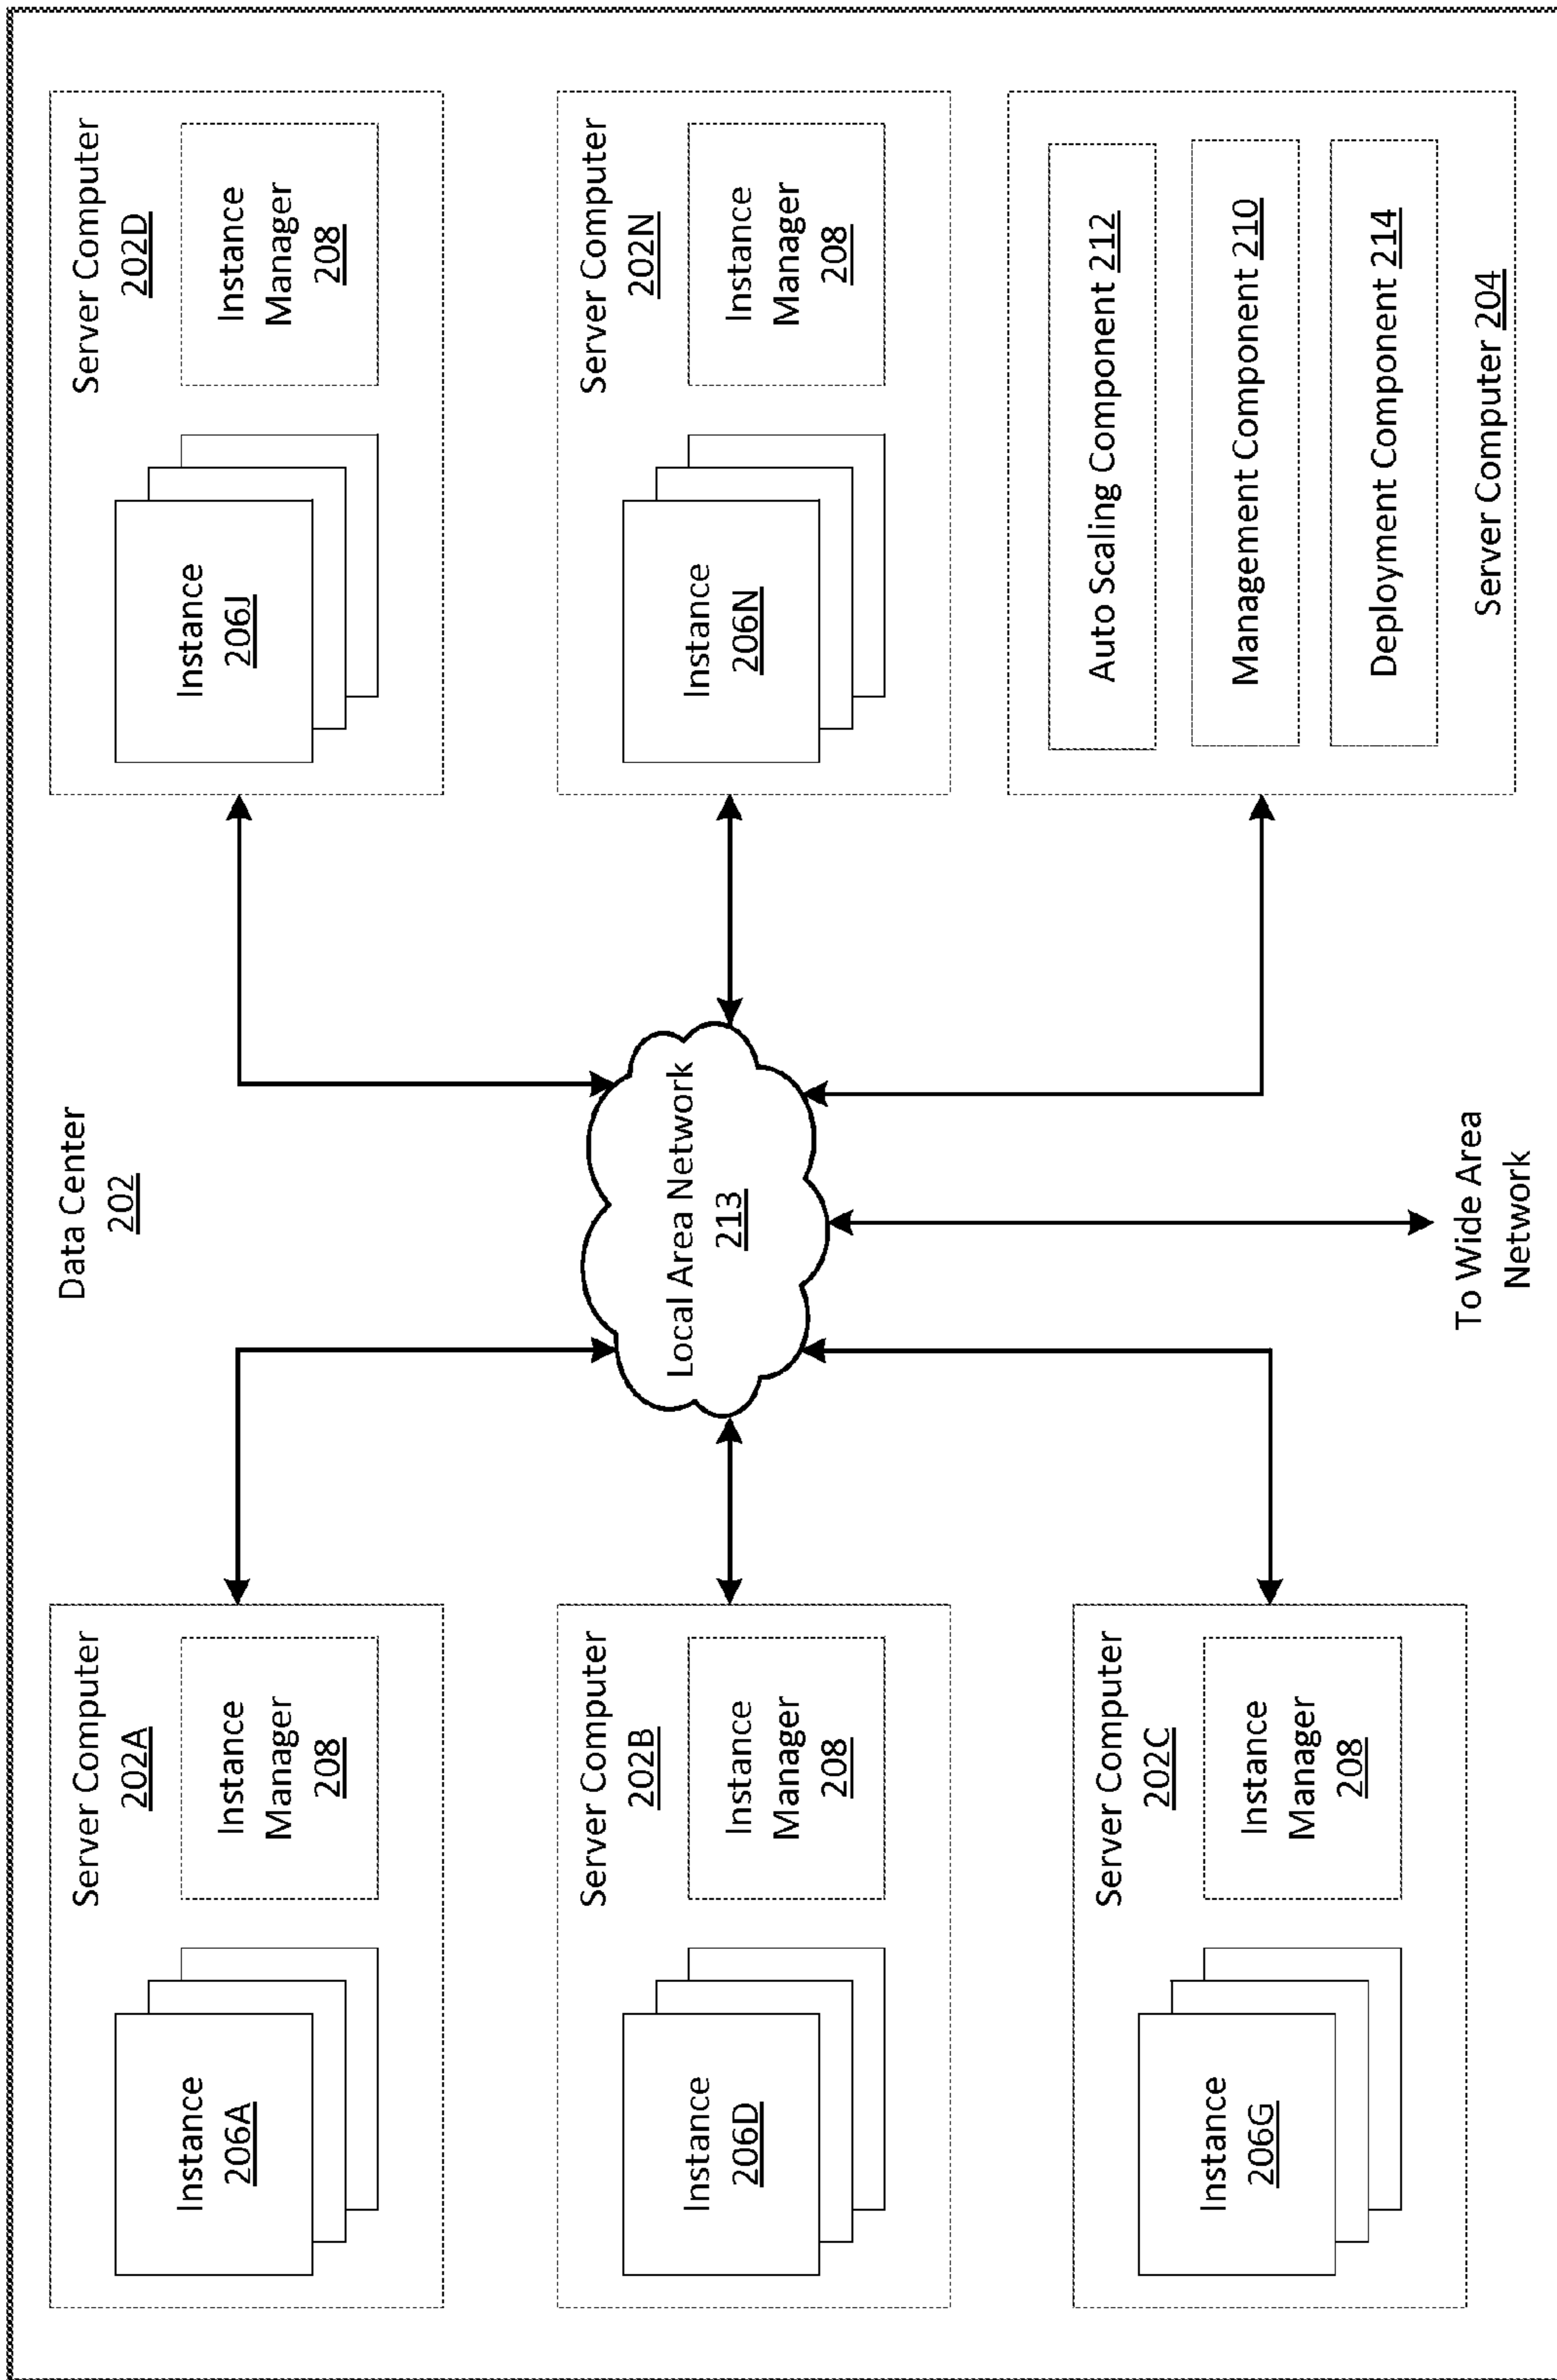 Data Center
202
Server Computer
202A
Instance
206A
Instance
Manager
208
Server Computer
202B
Instance
206D
Instance
Manager
208
Server Computer
202C
Instance
206G
Instance
Manager
208
Local Area Network
213
To Wide Area
Network
Server Computer
202D
Instance
206J
Instance
Manager
208
Server Computer
202N
Instance
206N
Instance
Manager
208
Auto Scaling Component 212
Management Component 210
Deployment Component 214
Server Computer 204